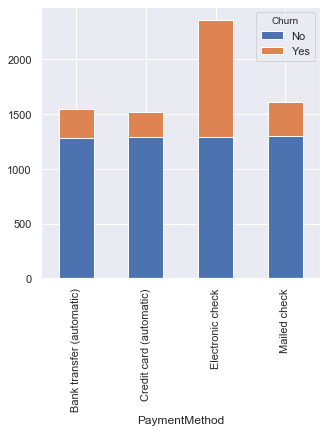 Churn
No
Yes
2000
1500
1000
500
0
Bank transfer (automatic)
Credit card (automatic)
Electronic check
Mailed check
PaymentMethod